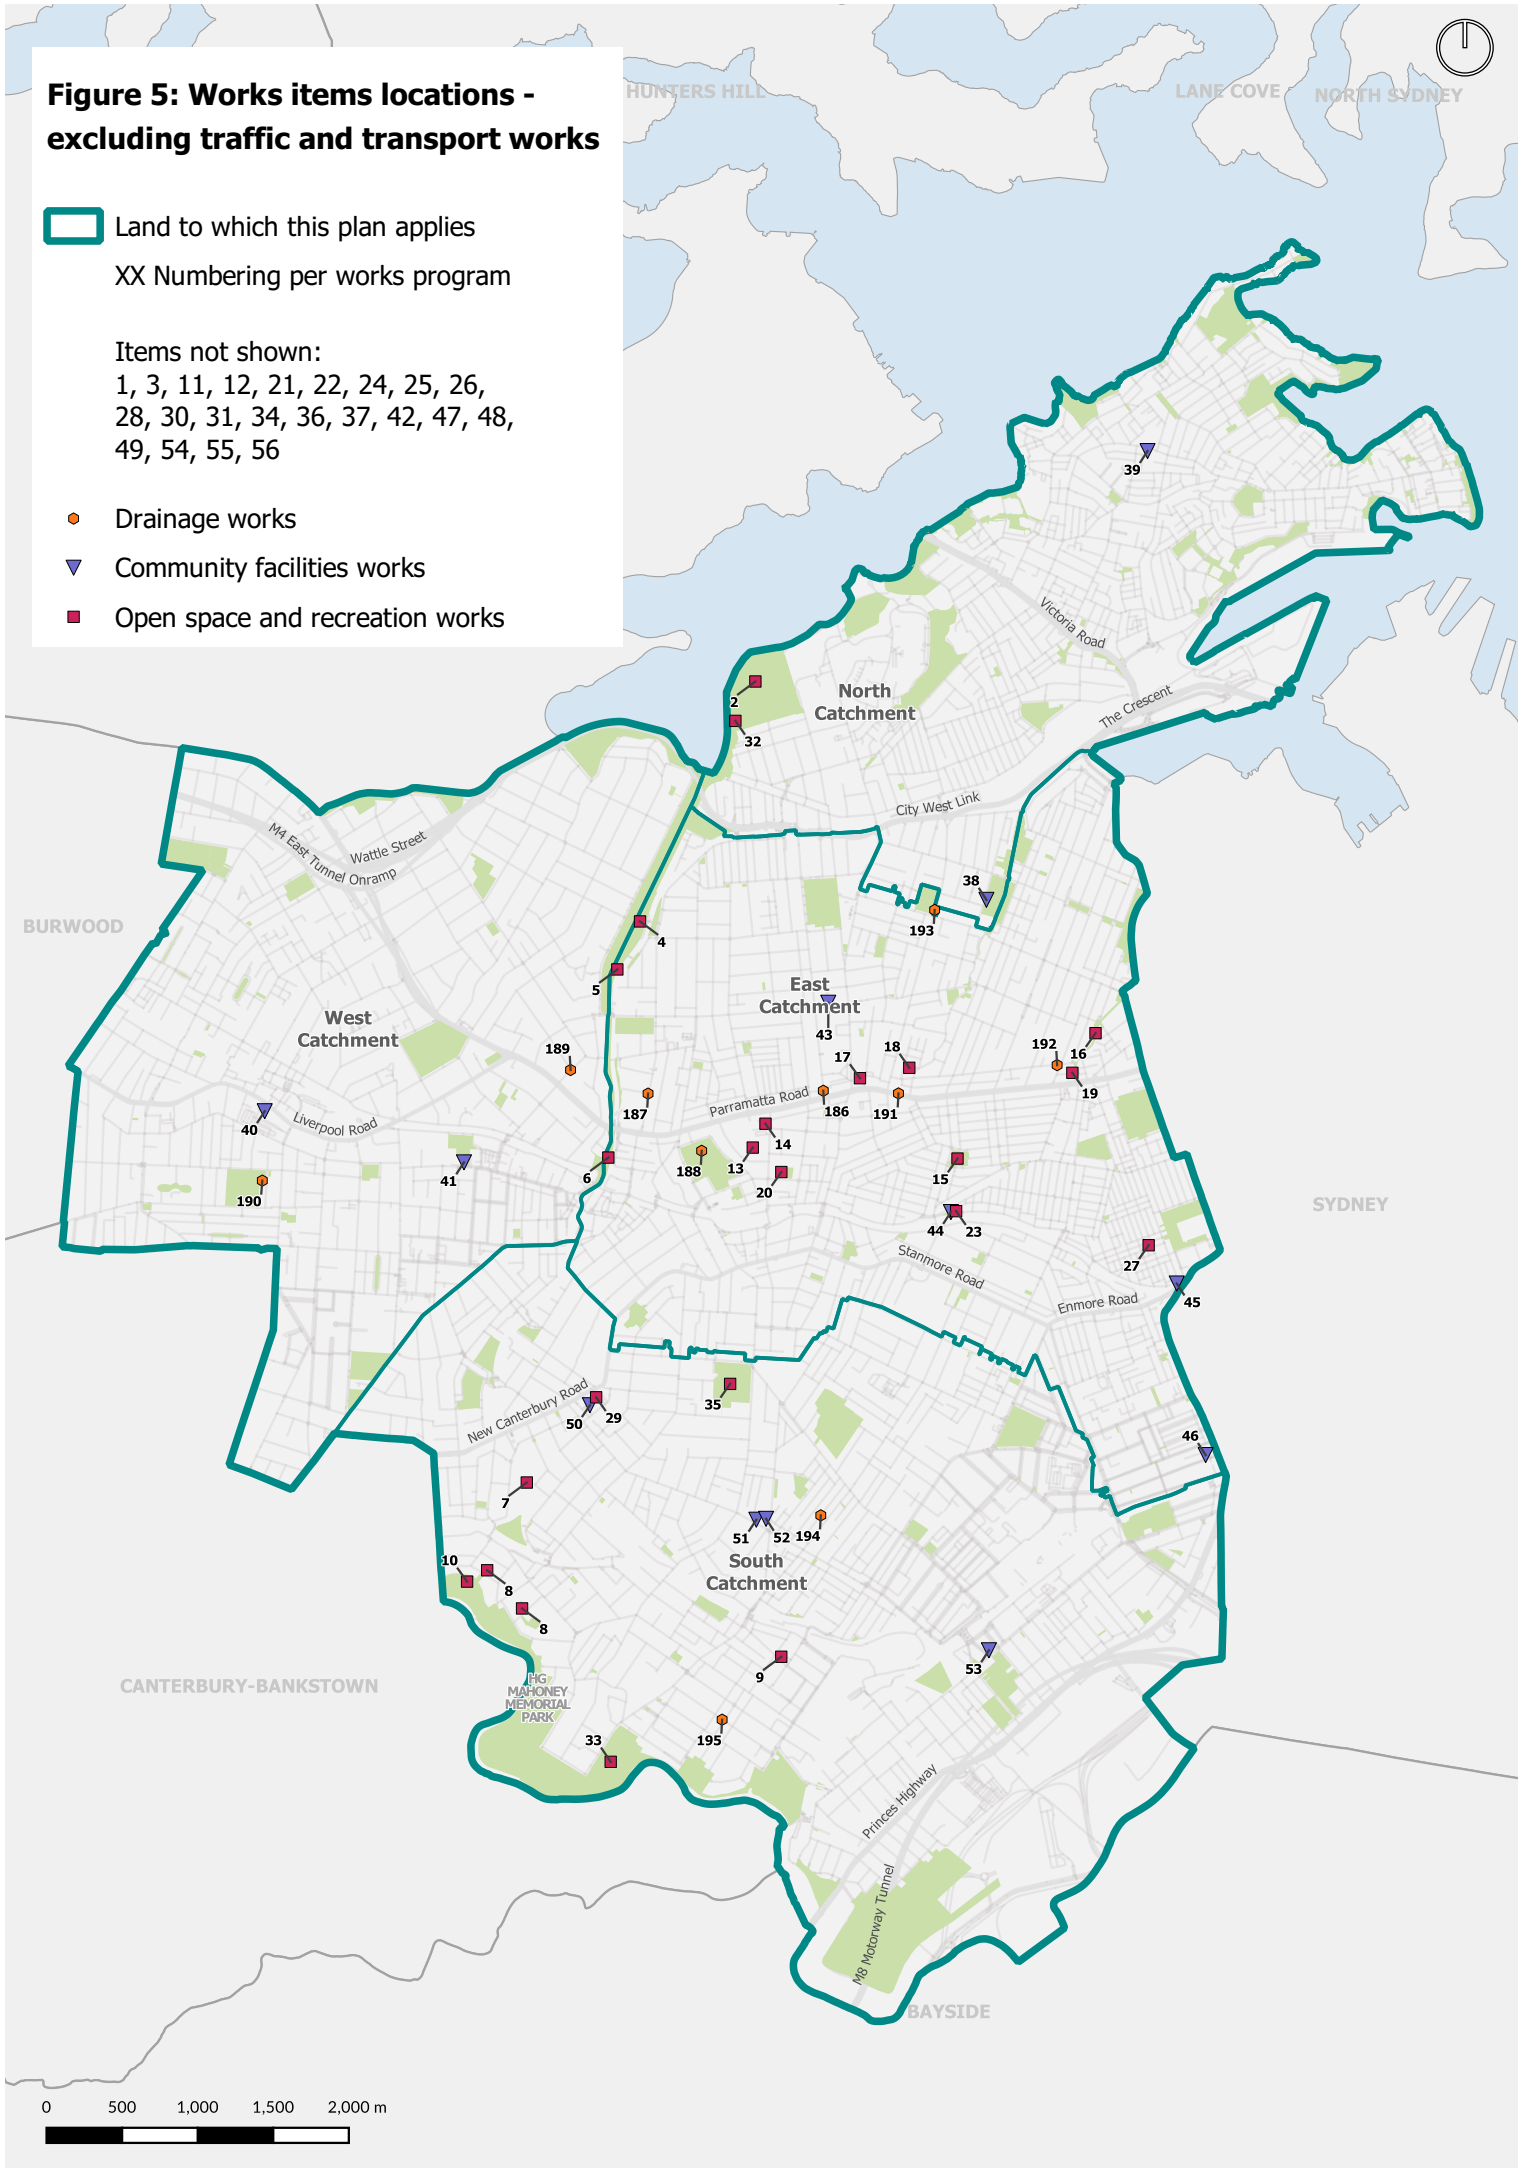 Figure 5: Works items locations -
excluding traffic and transport works
Land to which this plan applies
XX Numbering per works program
Items not shown:
1, 3, 11, 12, 21, 22, 24, 25, 26,
28, 30, 31, 34, 36, 37, 42, 47, 48,
49, 54, 55, 56
Drainage works
Community facilities works
Open space and recreation works
HUNTERS HILL
LANE COVE
NORTH SYDNEY
39
Victoria Road
2
North
Catchment
32
The Crescent
City West Link
M4 East Tunnel Onramp
Wattle Street
38
193
BURWOOD
4
5
East
Catchment
43
West
Catchment
189
17
18
192
16
19
187
Parramatta Road
186
191
40
Liverpool Road
14
13
188
20
41
6
15
190
44
23
SYDNEY
Stanmore Road
27
Enmore Road
45
35
New Canterbury Road
50
29
46
7
51
52
194
South
Catchment
10
8
8
9
53
CANTERBURY-BANKSTOWN
HG
MAHONEY
MEMORIAL
PARK
33
195
Princes Highway
M8 Motorway Tunnel
BAYSIDE
0
500
1,000
1,500
2,000 m